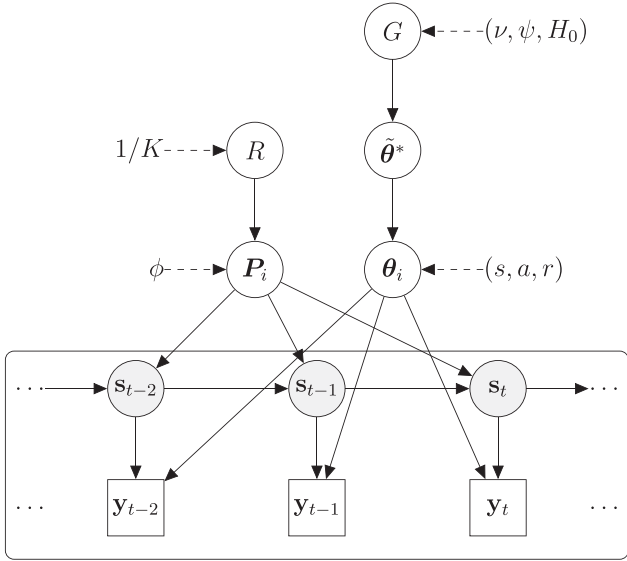 G (ν, ψ, H₀)
1/K R θ̃*
ϕ Pᵢ θᵢ (s, a, r)
... sₜ₋₂ sₜ₋₁ sₜ ...
... yₜ₋₂ yₜ₋₁ yₜ ...